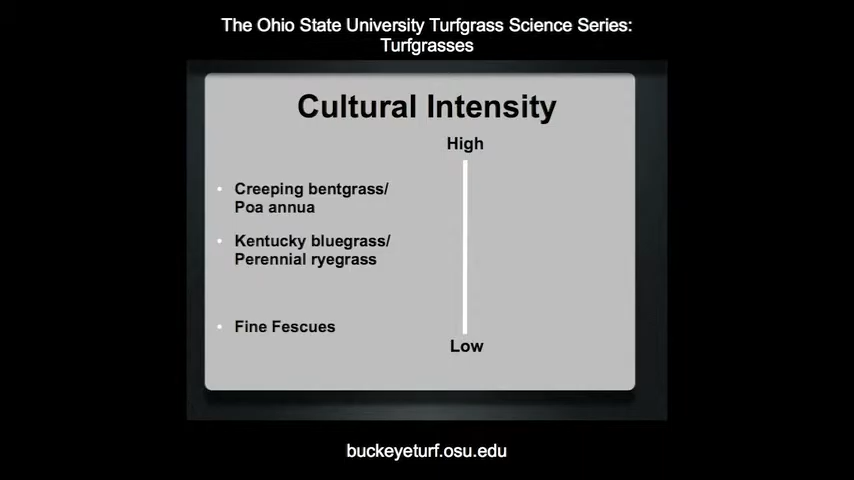 The Ohio State University Turfgrass Science Series:
Turfgrasses
Cultural Intensity
High
• Creeping bentgrass/
Poa annua
• Kentucky bluegrass/
Perennial ryegrass
• Fine Fescues
Low
buckeyeturf.osu.edu